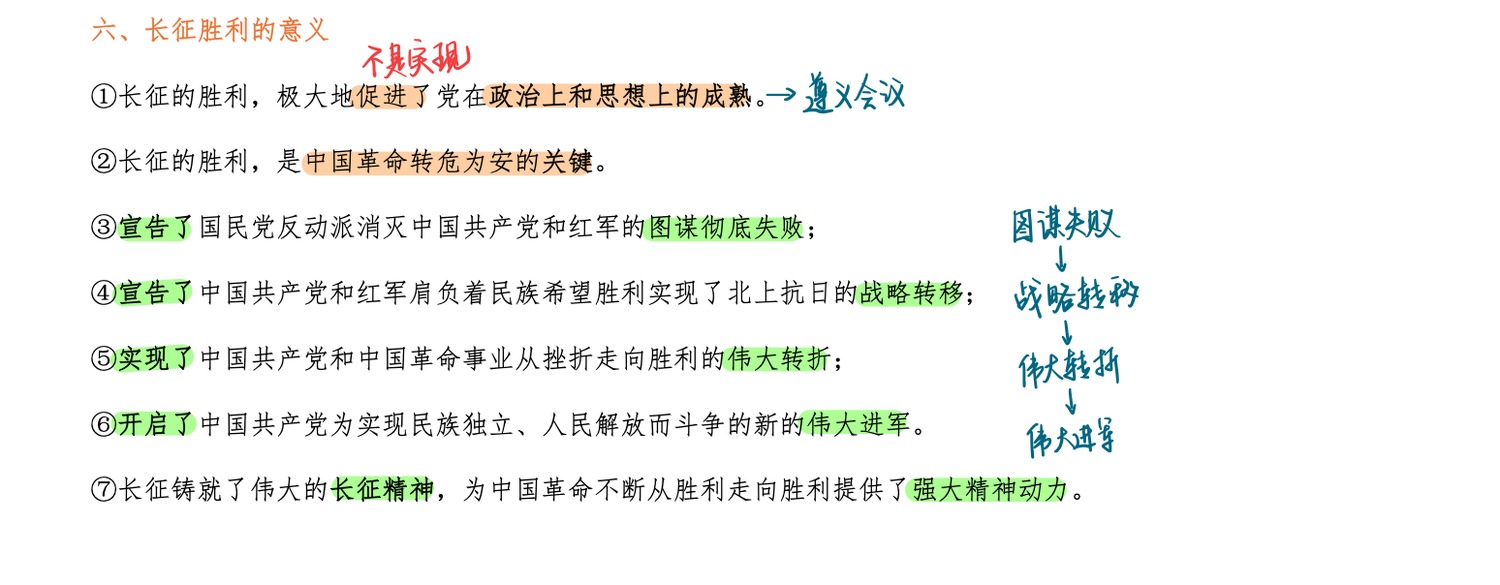 六、长征胜利的意义
不是实现
①长征的胜利，极大地促进了党在政治上和思想上的成熟。→遵义会议
②长征的胜利，是中国革命转危为安的关键。
③宣告了国民党反动派消灭中国共产党和红军的图谋彻底失败； 图谋失败
↓
④宣告了中国共产党和红军肩负着民族希望胜利实现了北上抗日的战略转移； 战略转移
↓
⑤实现了中国共产党和中国革命事业从挫折走向胜利的伟大转折； 伟大转折
↓
⑥开启了中国共产党为实现民族独立、人民解放而斗争的新的伟大进军。 伟大进军
⑦长征铸就了伟大的长征精神，为中国革命不断从胜利走向胜利提供了强大精神动力。